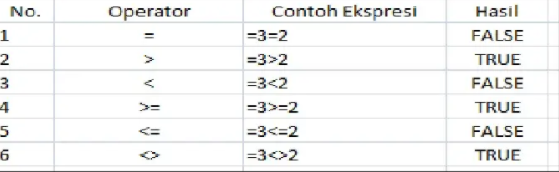 No. Operator Contoh Ekspresi Hasil
1 = =3=2 FALSE
2 > =3>2 TRUE
3 < =3<2 FALSE
4 >= =3>=2 TRUE
5 <= =3<=2 FALSE
6 <> =3<>2 TRUE